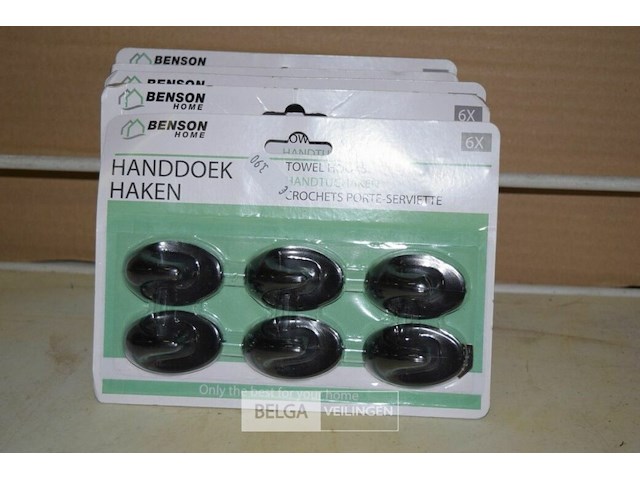 BENSON
BENSON
BENSON
HOME
6X
BENSON
HOME
6X
HANDDOEK
HAKEN
TOWEL
CROCHETS PORTE-SERVIETTE
Only the best for your home
BELGA VEILINGEN